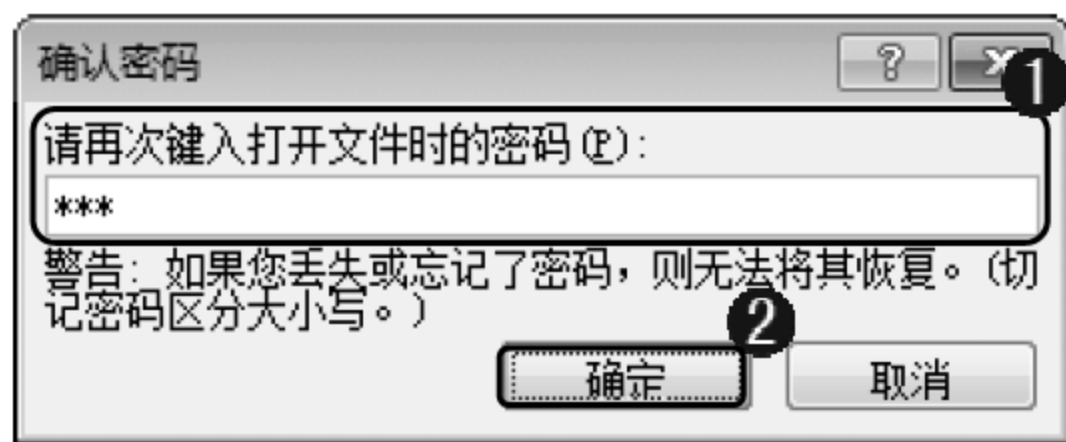 确认密码
?
1
请再次键入打开文件时的密码(P):
***
警告: 如果您丢失或忘记了密码，则无法将其恢复。(切
记密码区分大小写。)
2
确定
取消